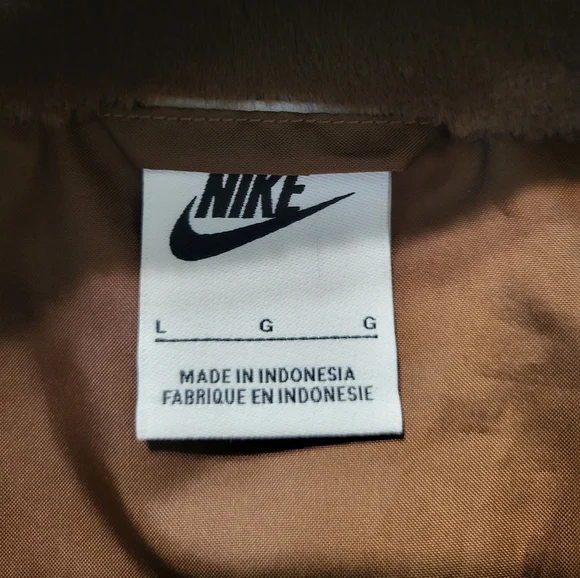 NIKE
L G G
MADE IN INDONESIA
FABRIQUE EN INDONESIE